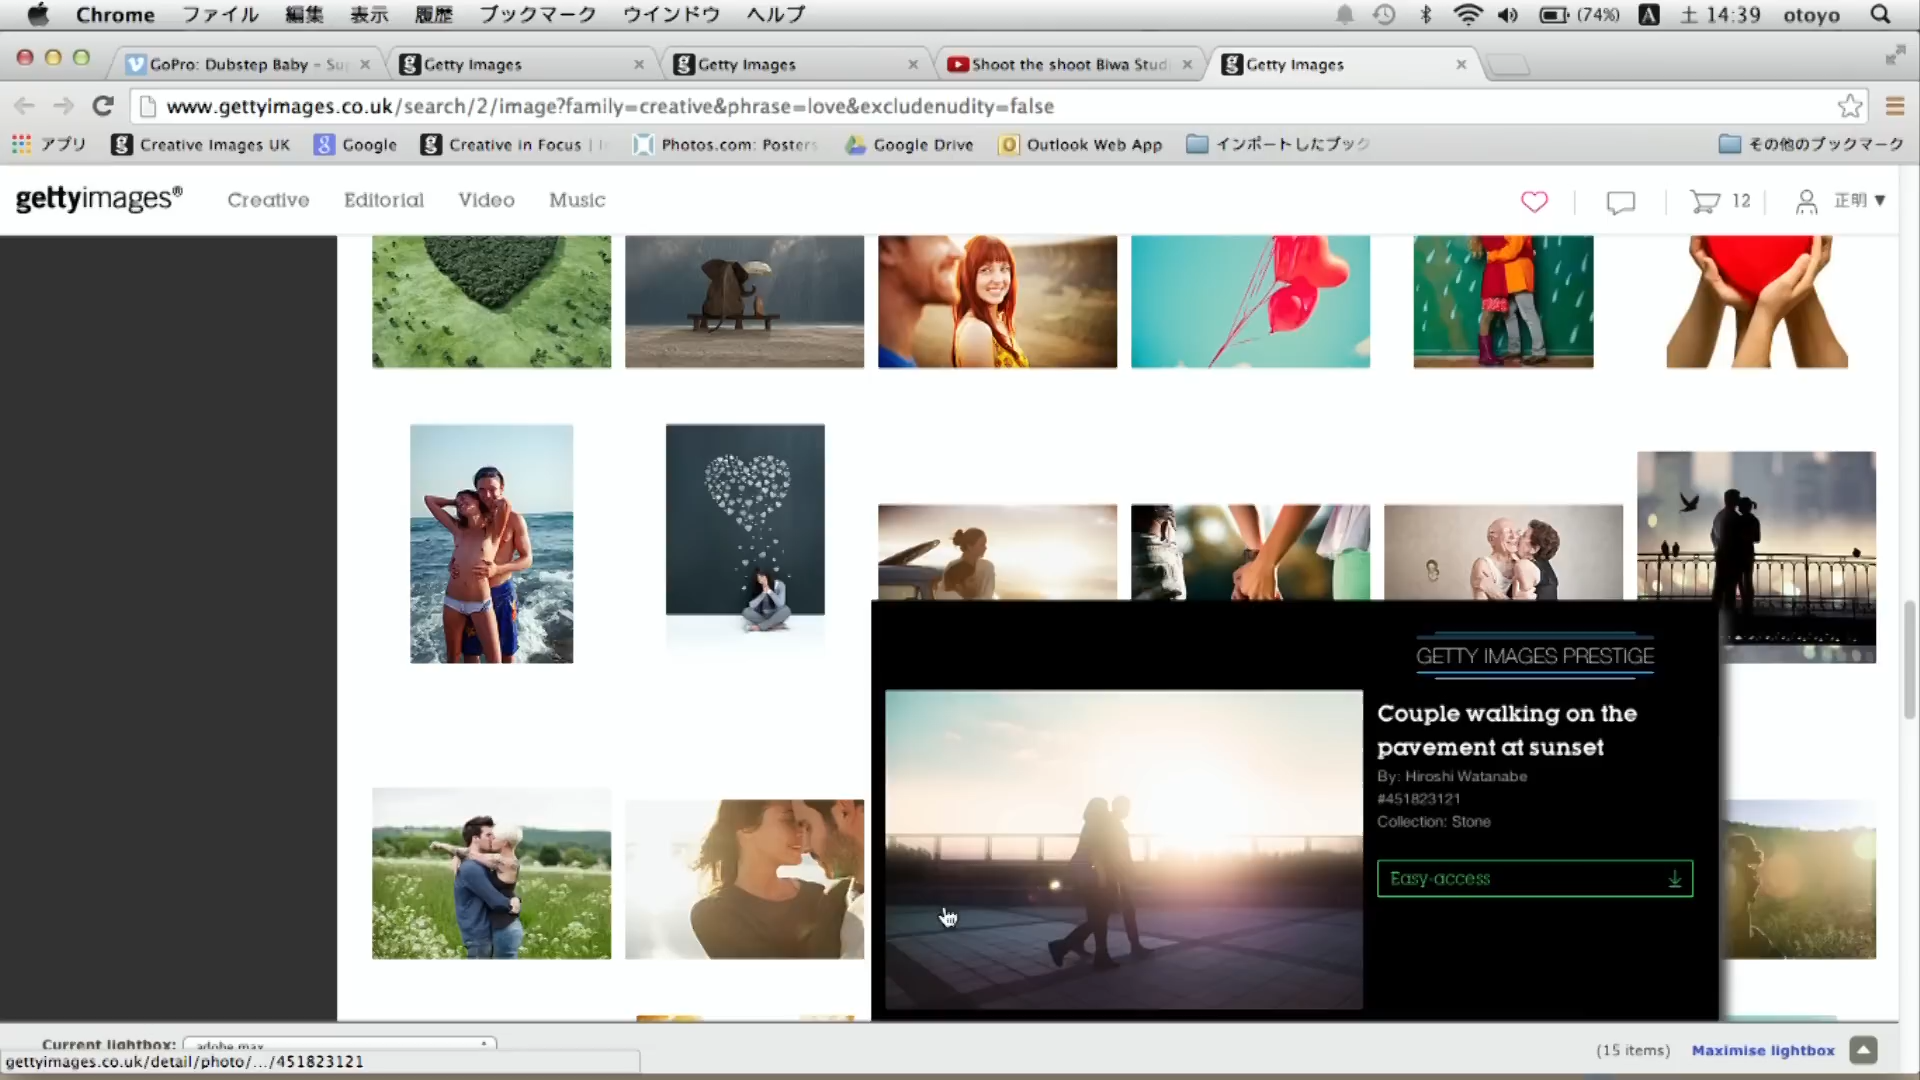 Chrome ファイル 編集 表示 履歴 ブックマーク ウインドウ ヘルプ (74%) A 土 14:39 otoyo
GoPro: Dubstep Baby – Su Getty Images Getty Images Shoot the shoot Biwa Stud Getty Images
www.gettyimages.co.uk/search/2/image?family=creative&phrase=love&excludenudity=false
アプリ Creative Images UK Google Creative in Focus | Photos.com: Posters Google Drive Outlook Web App インポートしたブック その他のブックマーク
gettyimages® Creative Editorial Video Music 12 正明 ▼
GETTY IMAGES PRESTIGE
Couple walking on the
pavement at sunset
By: Hiroshi Watanabe
#451823121
Collection: Stone
Easy-access
Current lightbox: adobe max (15 items) Maximise lightbox
gettyimages.co.uk/detail/photo/.../451823121